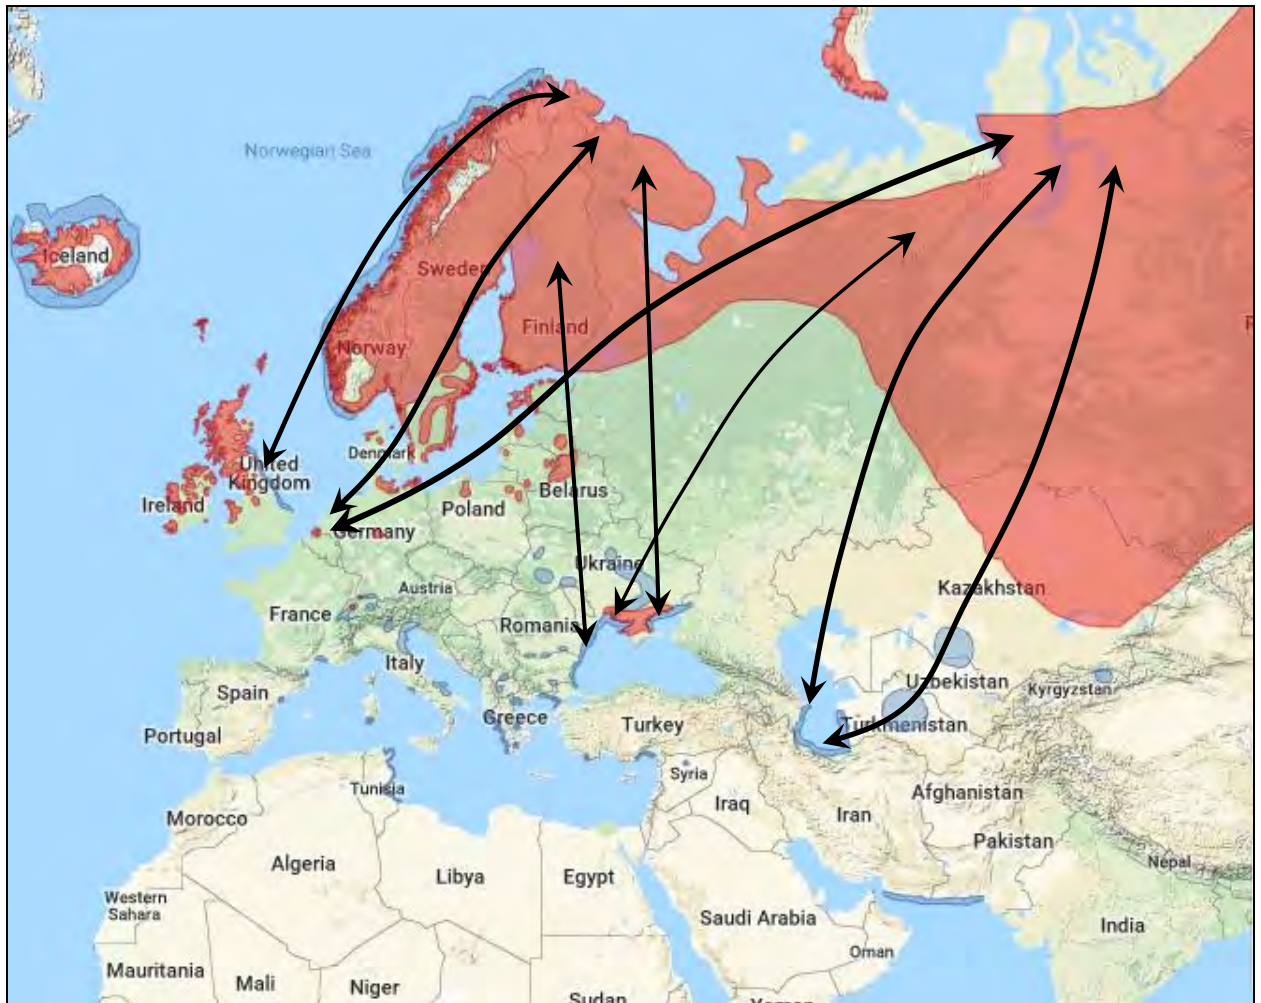 Norwegian Sea
Iceland
Sweden
Finland
Norway
United
Kingdom
Denmark
Ireland
Belarus
Poland
Germany
Ukraine
Austria
Kazakhstan
France
Romania
Italy
Uzbekistan
Kyrgyzstan
Spain
Greece
Turkey
Turkmenistan
Portugal
Syria
Tunisia
Afghanistan
Iraq
Iran
Morocco
Pakistan
Algeria
Libya
Egypt
Nepal
Western
Sahara
Saudi Arabia
India
Oman
Mauritania
Mali
Niger
Sudan
Yemen